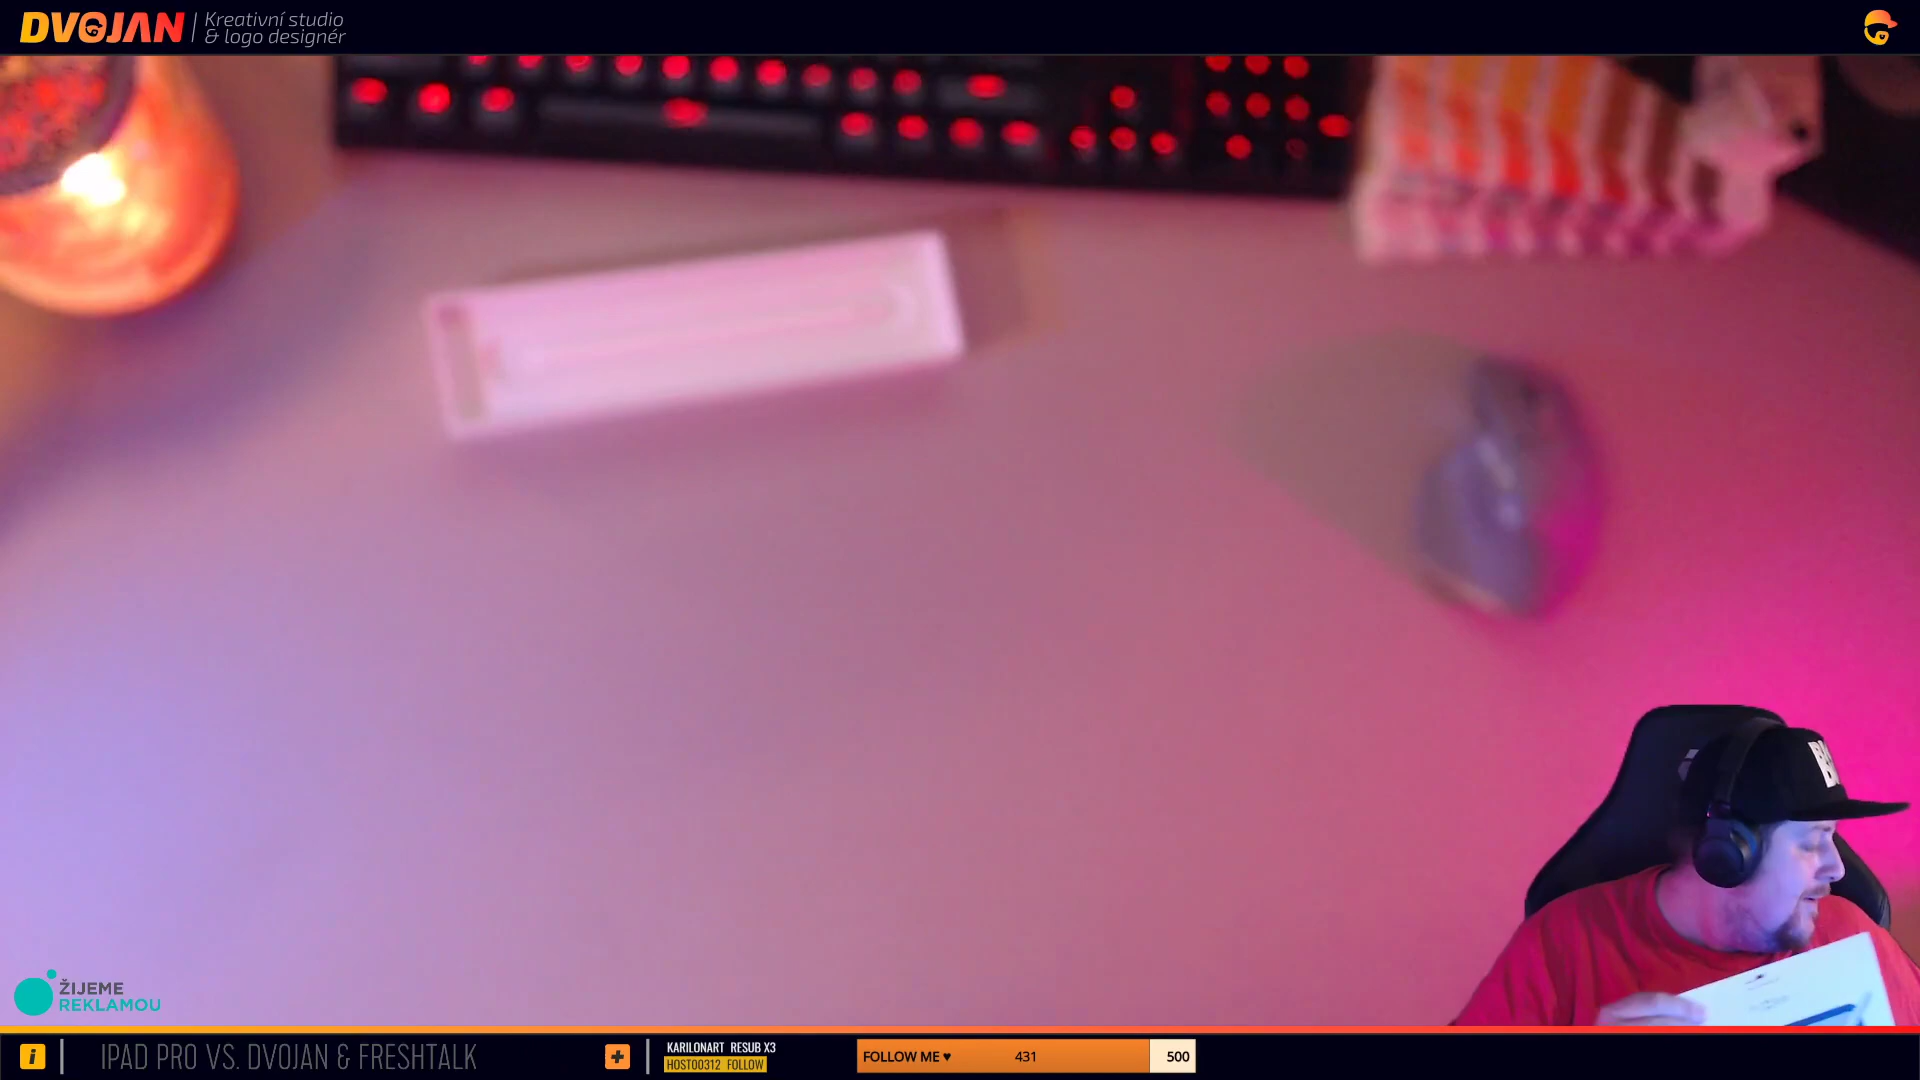 DVOJAN
Kreativní studio
& logo designér
ŽIJEME
REKLAMOU
i
IPAD PRO VS. DVOJAN & FRESHTALK
+
KARILONART RESUB X3
HOST00312 FOLLOW
FOLLOW ME ♥ 431 500